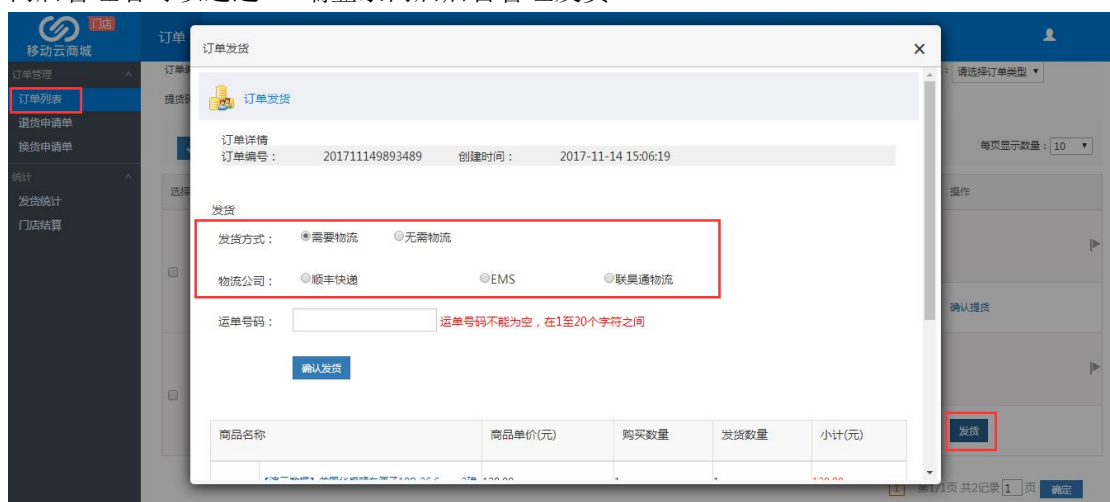 门店
移动云商城
订单
订单发货
×
订单管理
订单列表
退货申请单
换货申请单
统计
发货统计
门店结算
请选择订单类型
提货
每页显示数量：10
订单发货
订单详情
订单编号： 201711149893489 创建时间： 2017-11-14 15:06:19
选择
操作
发货
发货方式： 需要物流 无需物流
物流公司： 顺丰快递 EMS 联昊通物流
确认提货
运单号码： 运单号码不能为空，在1至20个字符之间
确认发货
商品名称 商品单价(元) 购买数量 发货数量 小计(元)
发货
1 第1/1页 共2记录 1 页 确定